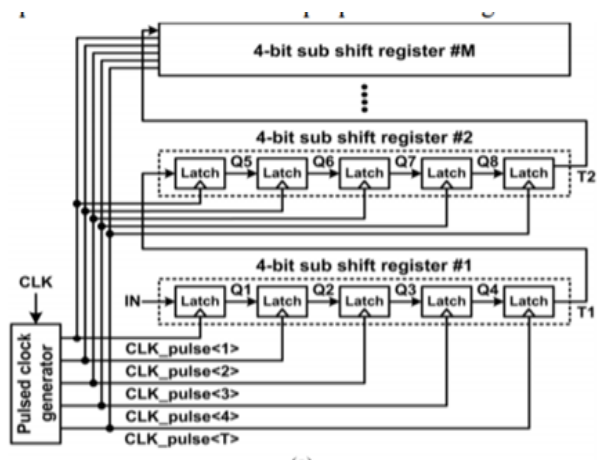 4-bit sub shift register #M
4-bit sub shift register #2
Latch Q5 Latch Q6 Latch Q7 Latch Q8 Latch
T2
4-bit sub shift register #1
CLK
IN Latch Q1 Latch Q2 Latch Q3 Latch Q4 Latch
T1
Pulsed clock
generator
CLK_pulse<1>
CLK_pulse<2>
CLK_pulse<3>
CLK_pulse<4>
CLK_pulse<T>